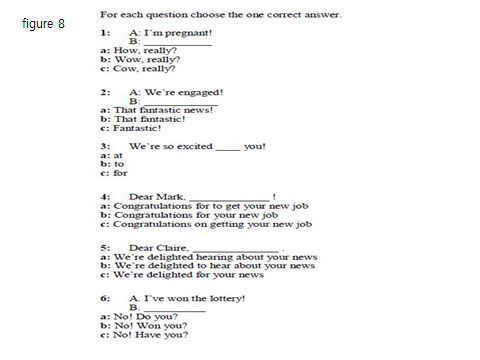 figure 8
For each question choose the one correct answer.
1: A: I'm pregnant!
B: ____________
a: How, really?
b: Wow, really?
c: Cow, really?
2: A: We're engaged!
B: ____________
a: That fantastic news!
b: That fantastic!
c: Fantastic!
3: We're so excited ____ you!
a: at
b: to
c: for
4: Dear Mark, ______________ !
a: Congratulations for to get your new job
b: Congratulations for your new job
c: Congratulations on getting your new job
5: Dear Claire, ______________ .
a: We're delighted hearing about your news
b: We're delighted to hear about your news
c: We're delighted for your news
6: A. I've won the lottery!
B. ___________
a: No! Do you?
b: No! Won you?
c: No! Have you?